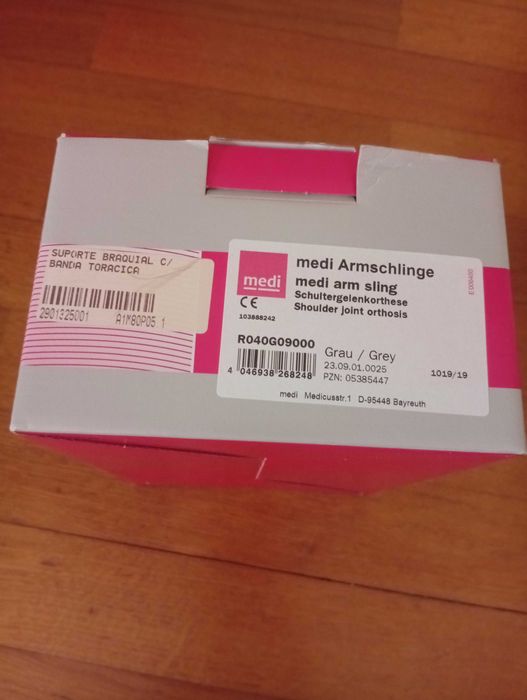 SUPORTE BRAQUIAL C/
BANDA TORACICA
2901325001 A1M80P05 1
medi
medi Armschlinge
medi arm sling
Schultergelenkorthese
Shoulder joint orthosis
CE
103888242
R040G09000
4 046938 268248
Grau / Grey
23.09.01.0025
PZN: 05385447
1019/19
medi Medicusstr.1 D-95448 Bayreuth
E009400